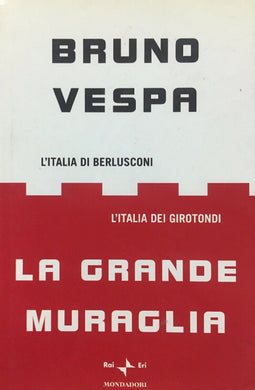 BRUNO
VESPA
L'ITALIA DI BERLUSCONI
L'ITALIA DEI GIROTONDI
LA GRANDE
MURAGLIA
Rai Eri
MONDADORI